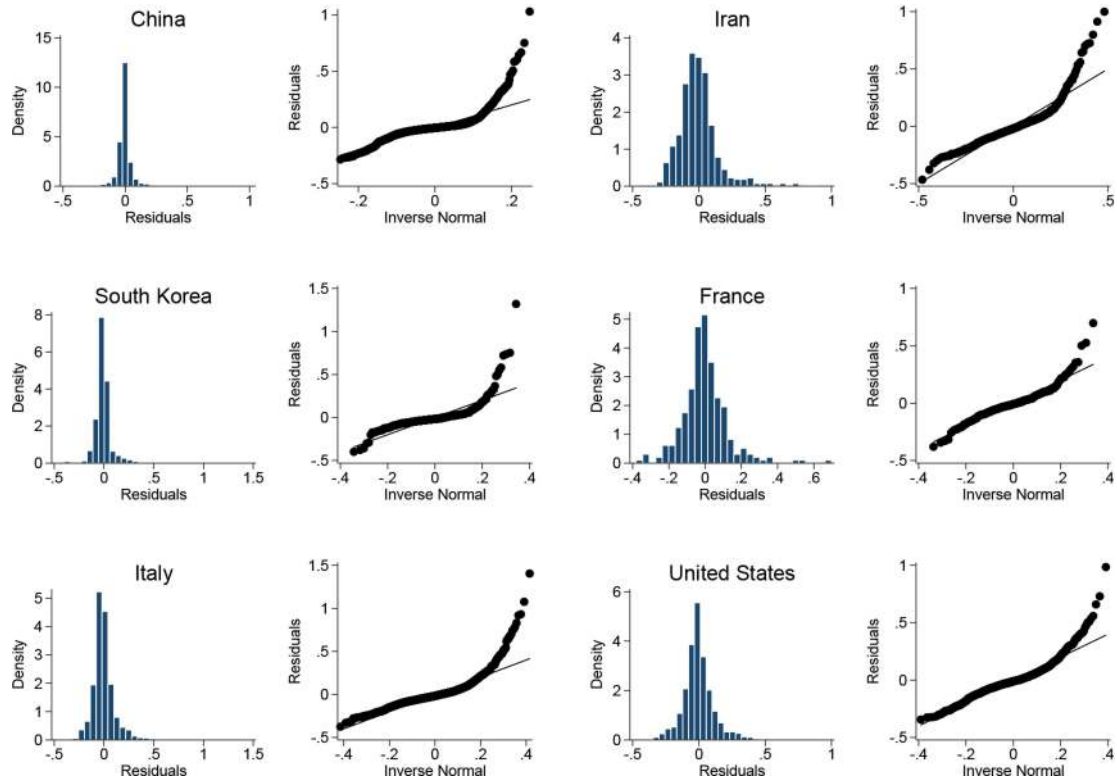 China
Density
15
10
5
0
-.5 0 .5 1
Residuals
Residuals
1
.5
0
-.5
-.2 0 .2
Inverse Normal
Iran
Density
4
3
2
1
0
-.5 0 .5 1
Residuals
Residuals
1
.5
0
-.5
-.5 0 .5
Inverse Normal
South Korea
Density
8
6
4
2
0
-.5 0 .5 1 1.5
Residuals
Residuals
1.5
1
.5
0
-.5
-.4 -.2 0 .2 .4
Inverse Normal
France
Density
5
4
3
2
1
0
-.4 -.2 0 .2 .4 .6
Residuals
Residuals
1
.5
0
-.5
-.4 -.2 0 .2 .4
Inverse Normal
Italy
Density
5
4
3
2
1
0
-.5 0 .5 1 1.5
Residuals
Residuals
1.5
1
.5
0
-.5
-.4 -.2 0 .2 .4
Inverse Normal
United States
Density
6
4
2
0
-.5 0 .5 1
Residuals
Residuals
1
.5
0
-.5
-.4 -.2 0 .2 .4
Inverse Normal